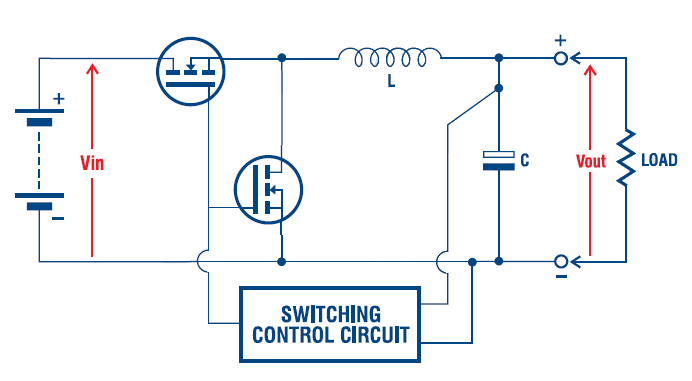 +
Vin
−
L
C
+
Vout
LOAD
−
SWITCHING
CONTROL CIRCUIT